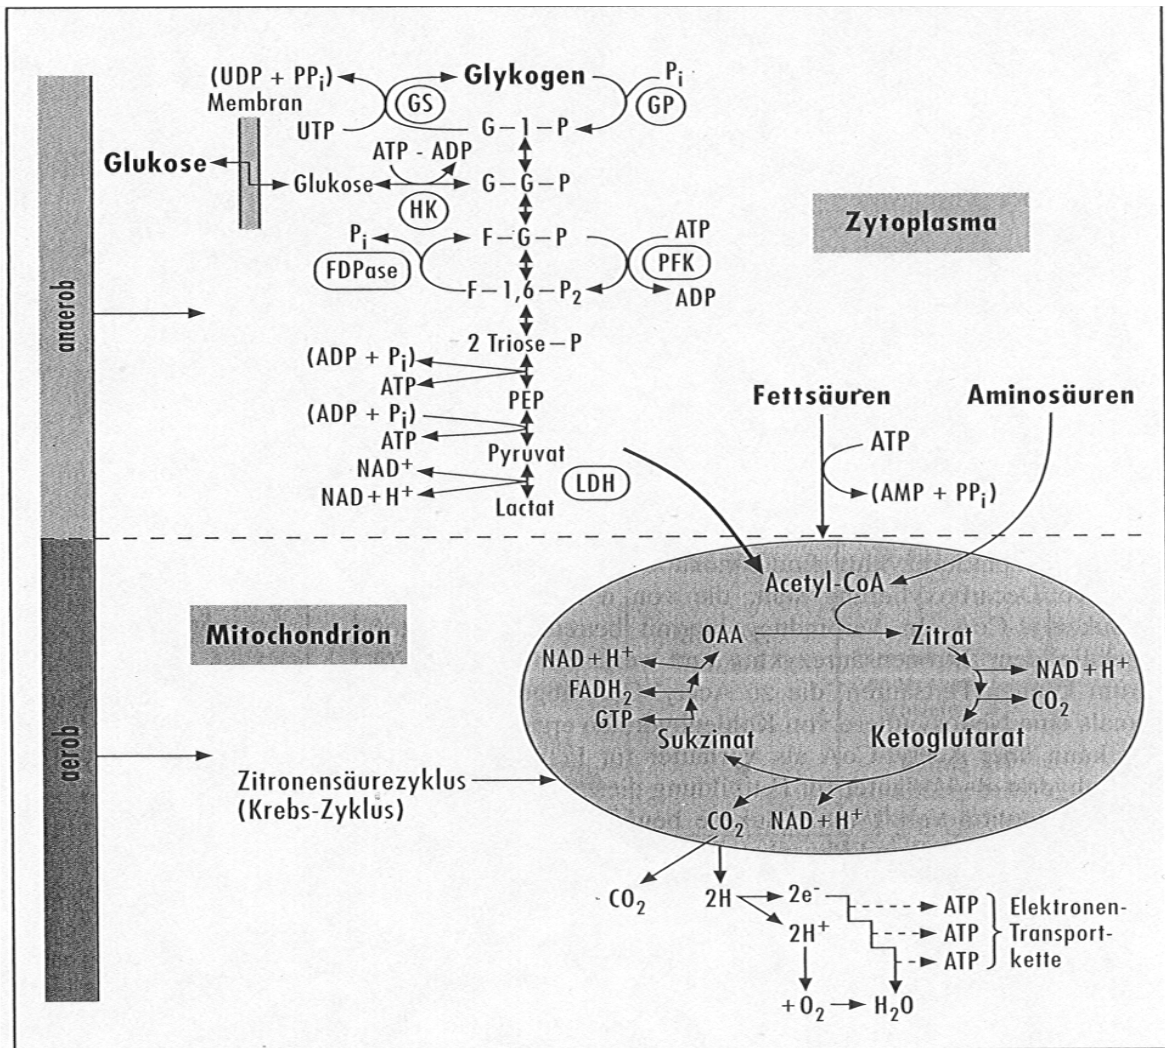 (UDP + PPi)
Membran
UTP
GS
Glykogen
Pi
GP
G – 1 – P
Glukose
Glukose
ATP - ADP
HK
G – G – P
Zytoplasma
Pi
FDPase
F – G – P
ATP
PFK
ADP
F – 1,6 – P2
anaerob
2 Triose – P
(ADP + Pi)
ATP
PEP
(ADP + Pi)
ATP
Pyruvat
NAD+
NAD + H+
LDH
Lactat
Fettsäuren
Aminosäuren
ATP
(AMP + PPi)
aerob
Mitochondrion
Acetyl-CoA
OAA
Zitrat
NAD + H+
FADH2
GTP
NAD + H+
CO2
Sukzinat
Ketoglutarat
Zitronensäurezyklus
(Krebs-Zyklus)
CO2
NAD + H+
CO2
2H
2e-
2H+
+ O2
H2O
ATP
ATP
ATP
Elektronen-
Transport-
kette